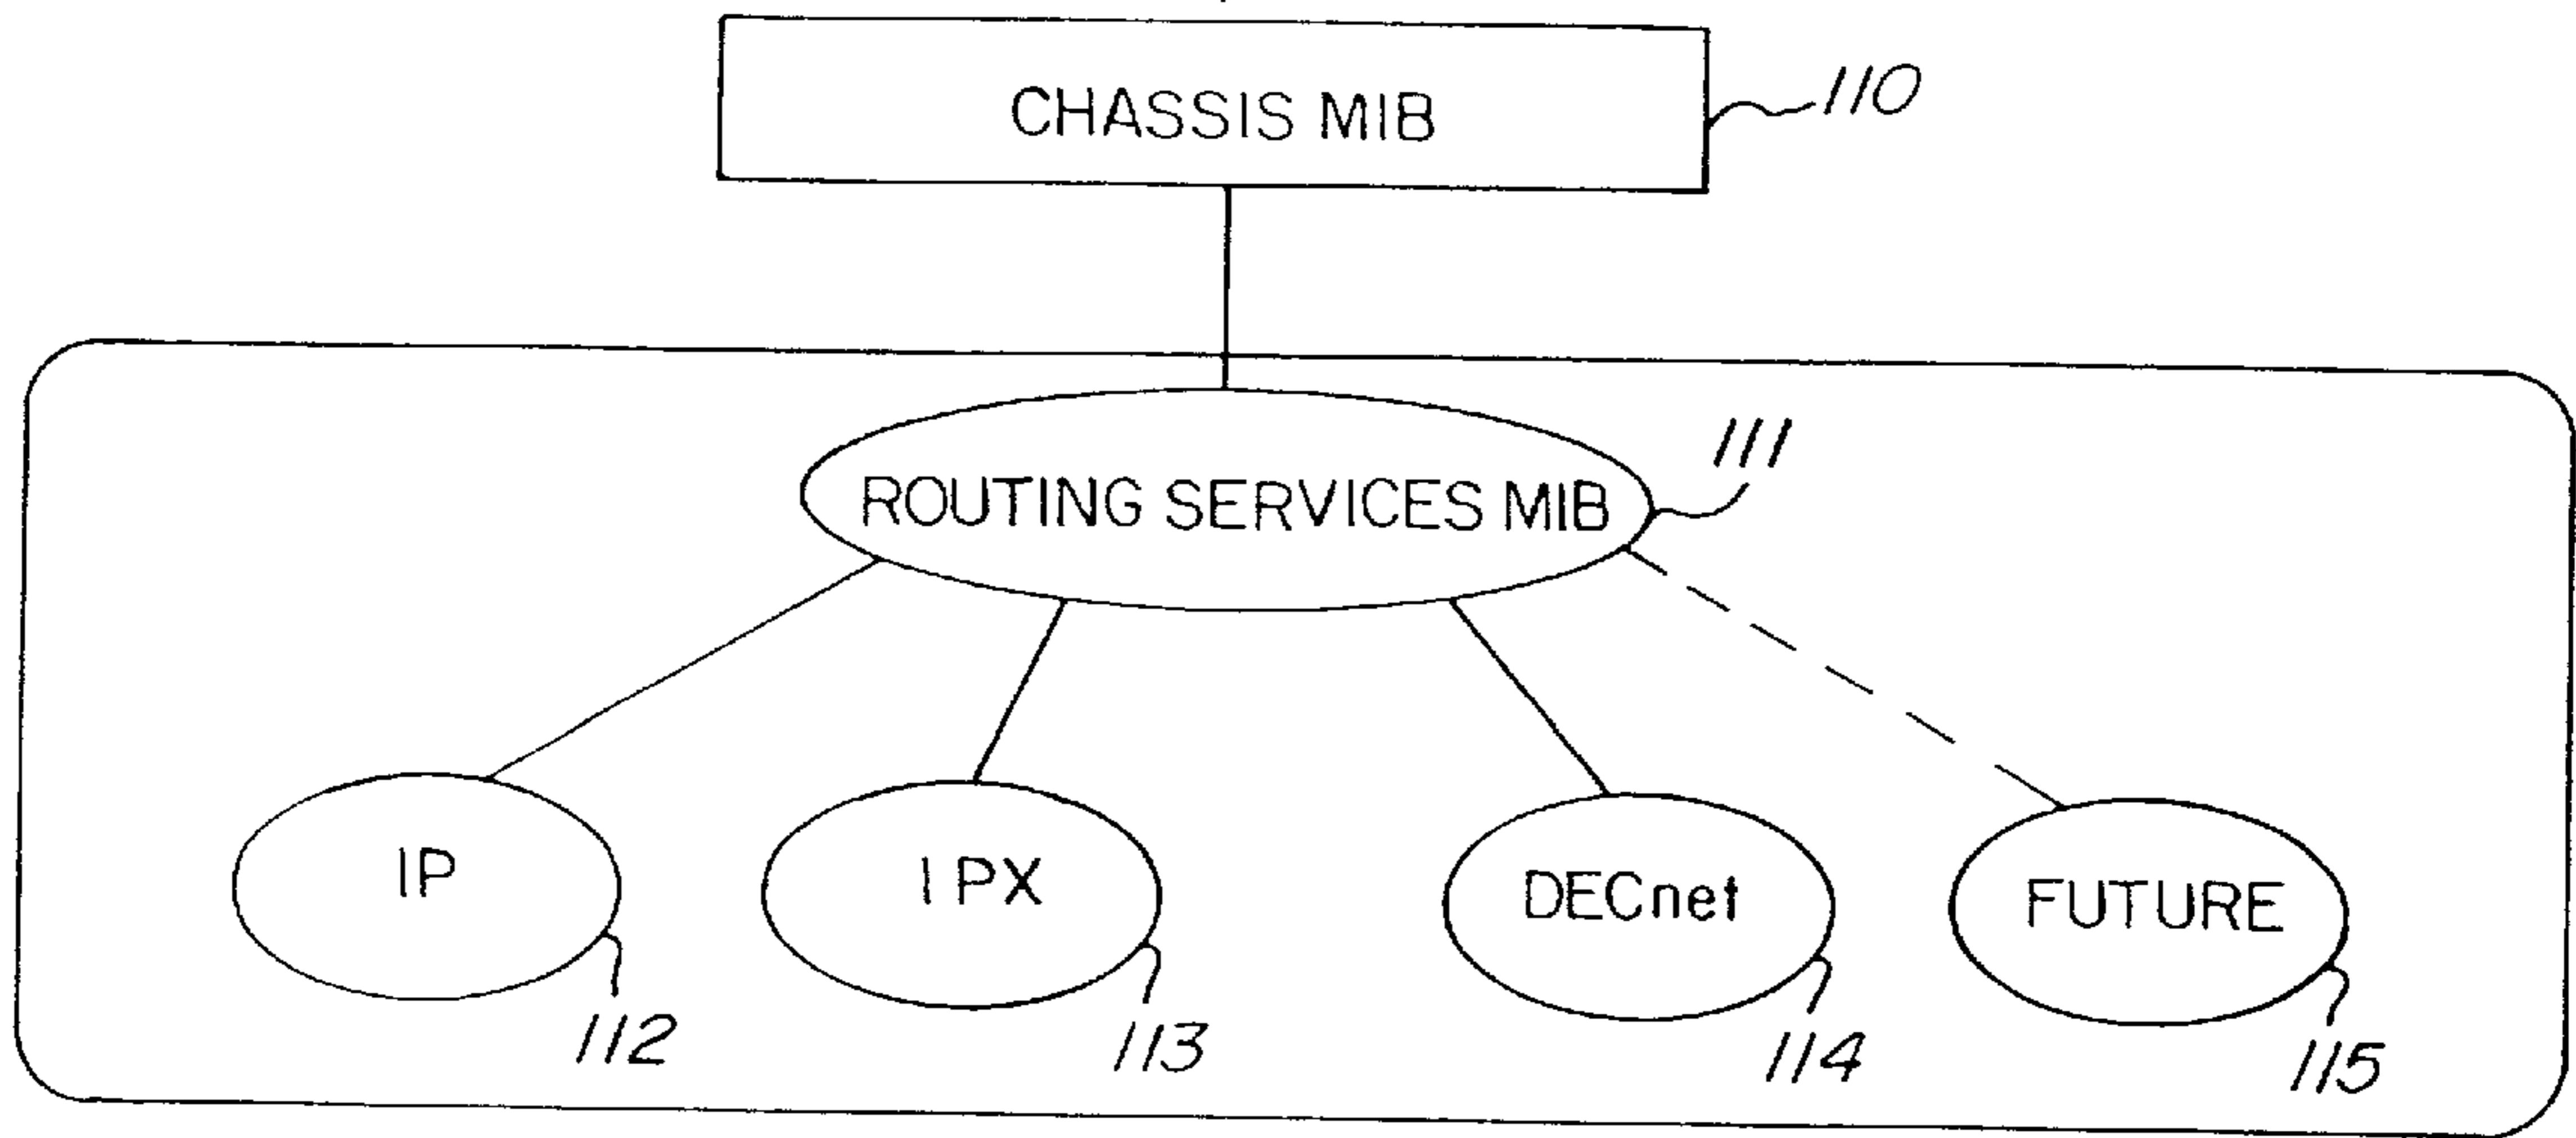 CHASSIS MIB
110
ROUTING SERVICES MIB
111
IP
IPX
DECnet
FUTURE
112
113
114
115